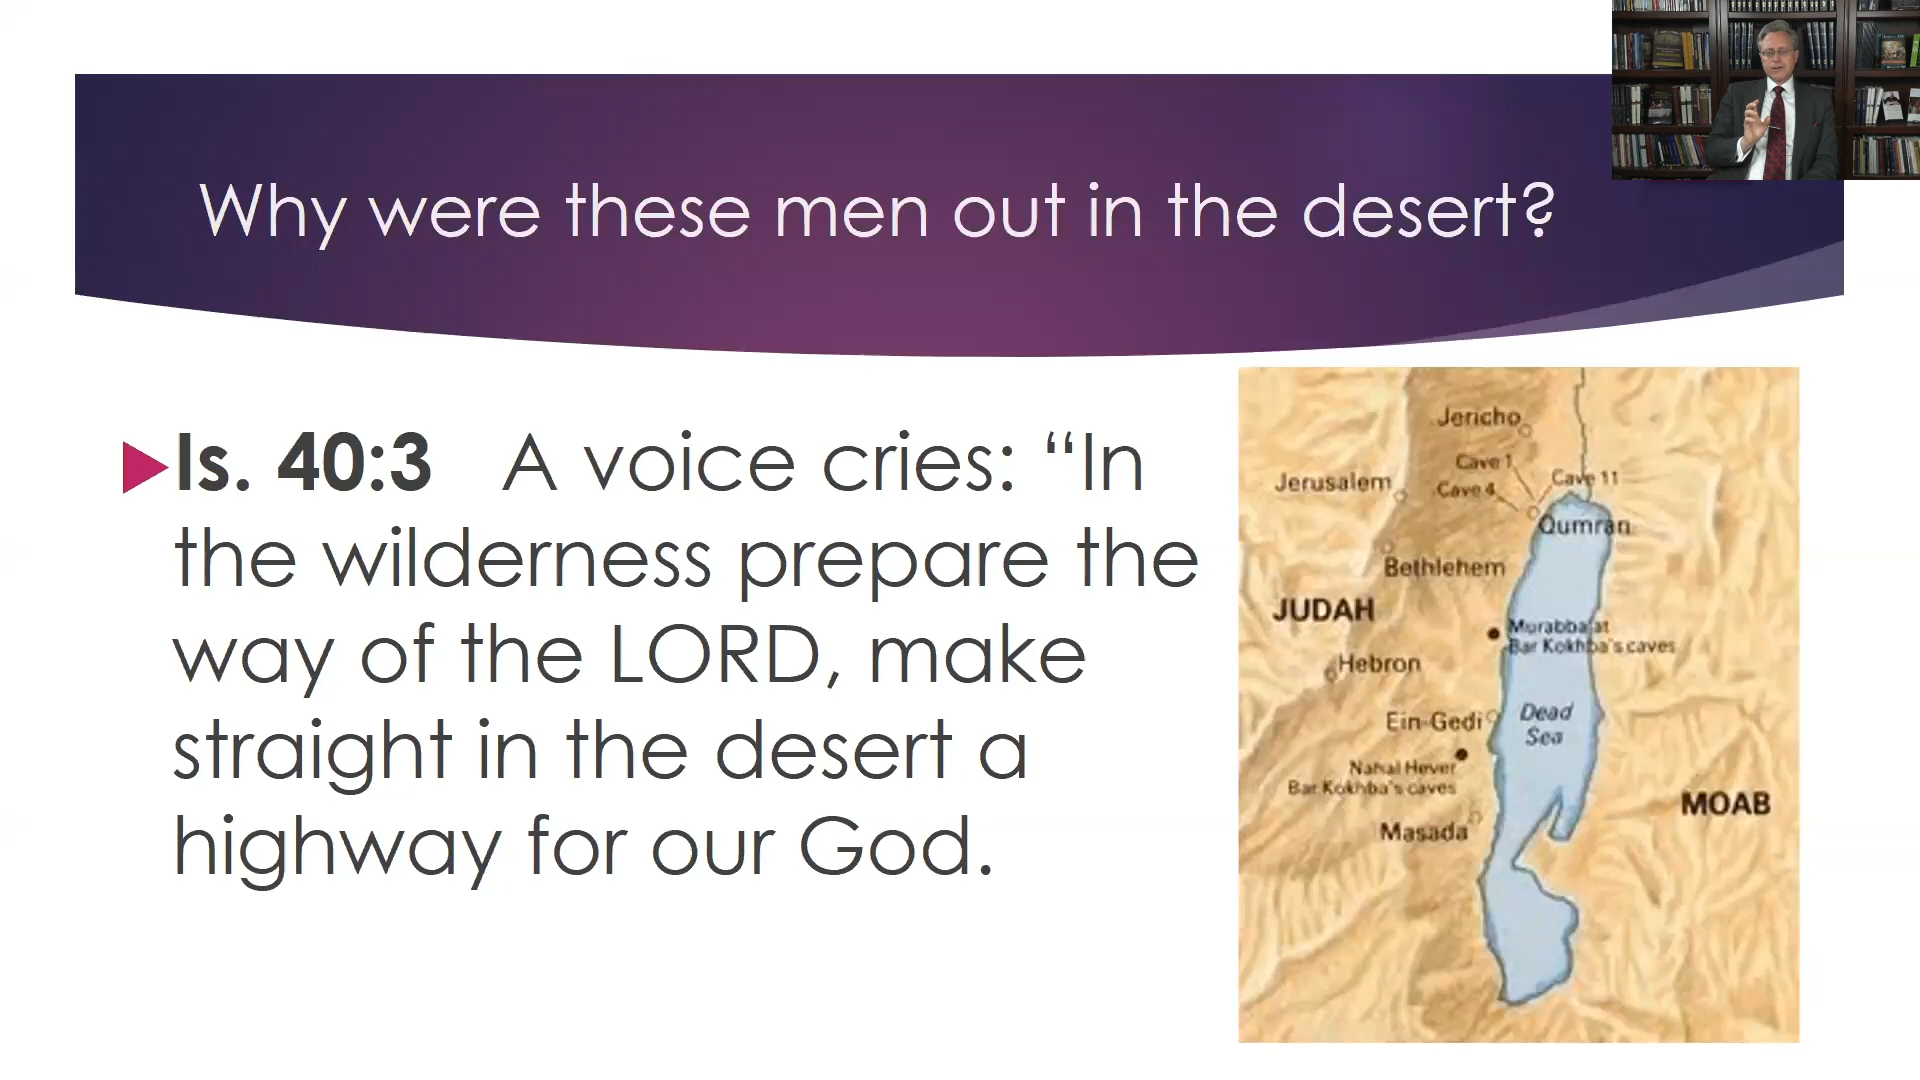 Why were these men out in the desert?
Is. 40:3 A voice cries: “In
the wilderness prepare the
way of the LORD, make
straight in the desert a
highway for our God.
Jericho
Cave 1
Cave 11
Jerusalem
Cave 4
Qumran
Bethlehem
JUDAH
Murabba'at
Bar Kokhba's caves
Hebron
Ein-Gedi
Dead
Sea
Nahal Hever
Bar Kokhba's caves
MOAB
Masada